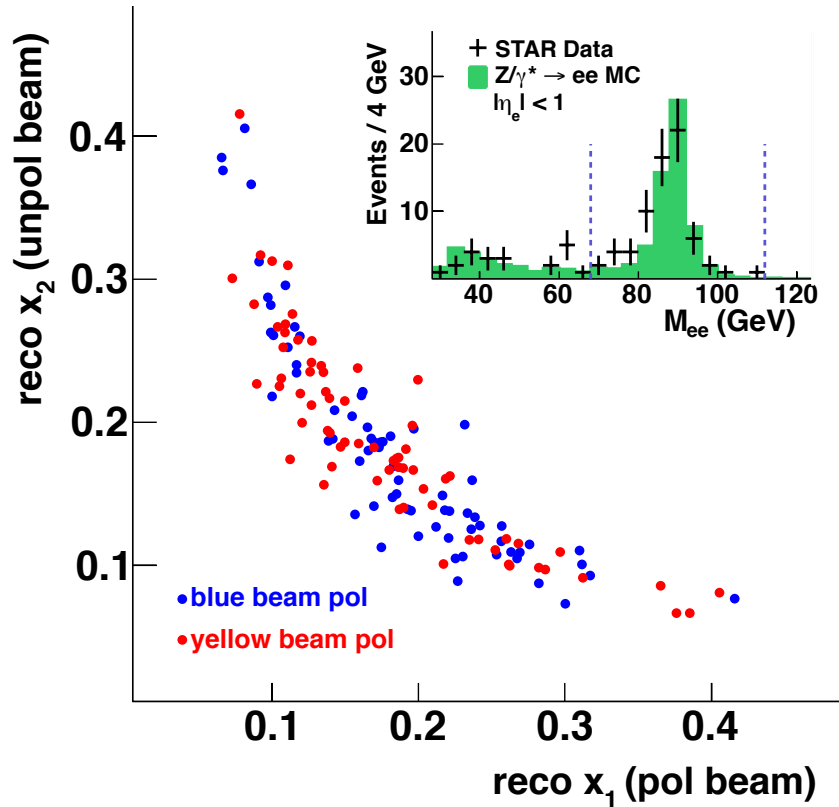 STAR Data
Z/γ* → ee MC
|η_e| < 1
Events / 4 GeV
30
20
10
40 60 80 100 120
M_ee (GeV)
reco x_2 (unpol beam)
0.4
0.3
0.2
0.1
blue beam pol
yellow beam pol
0.1 0.2 0.3 0.4
reco x_1 (pol beam)